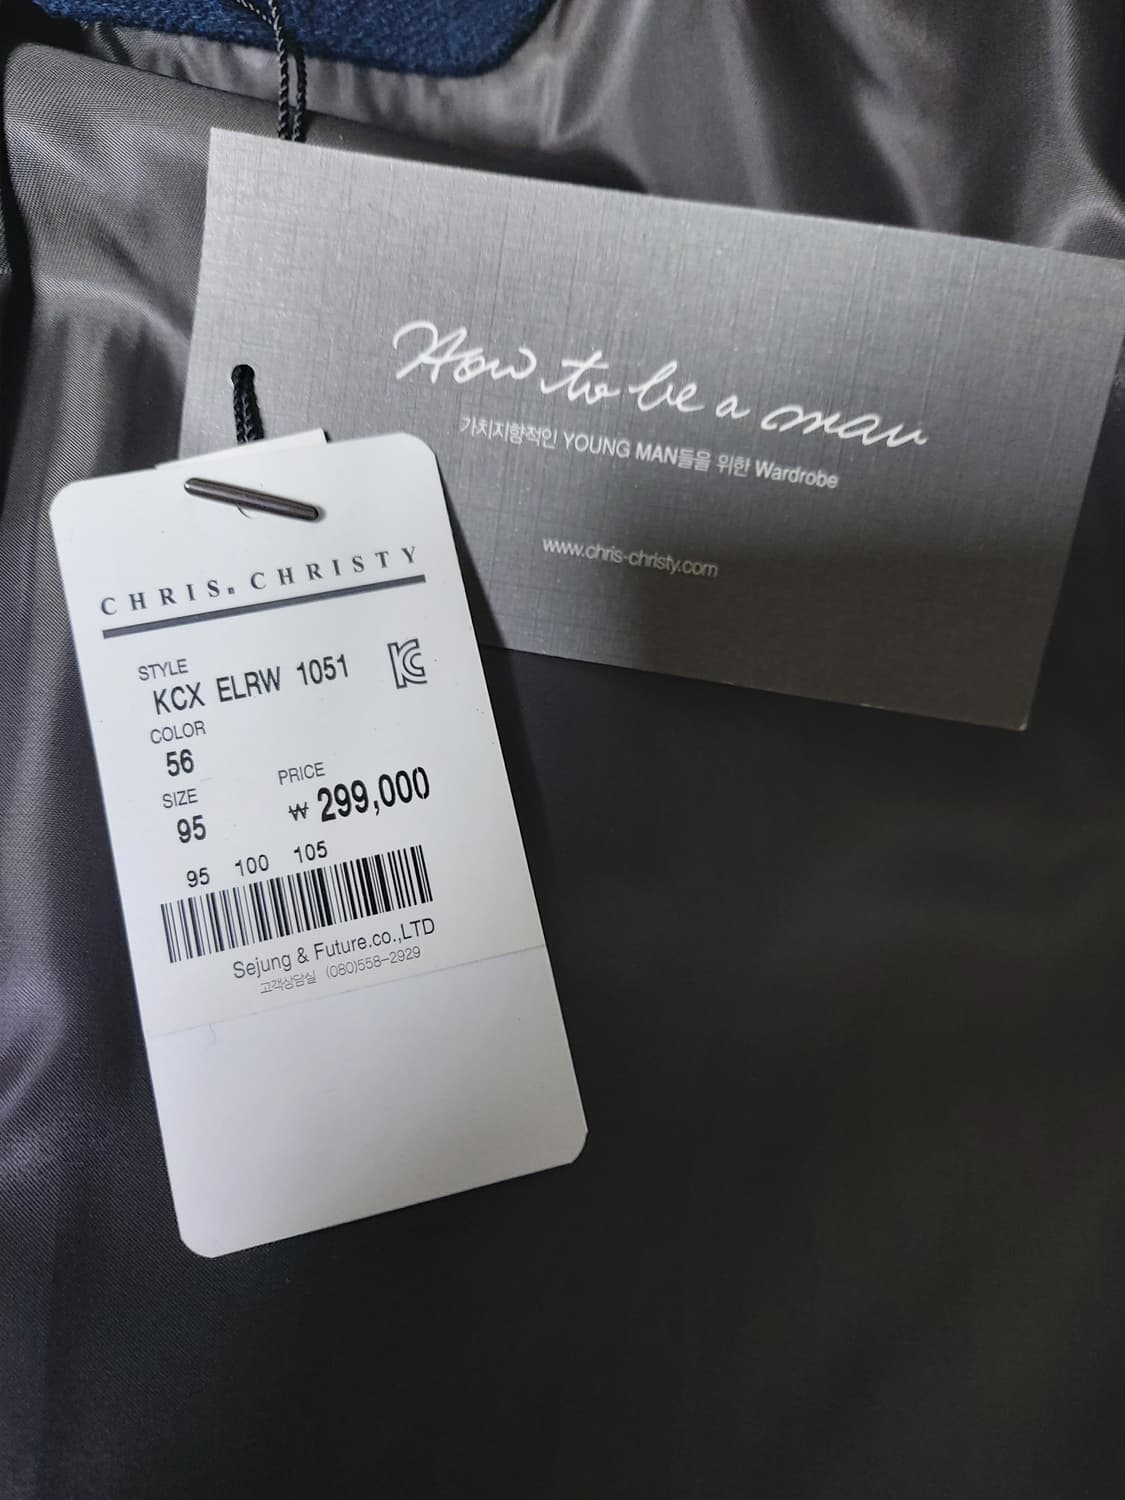 How to be a man
가치지향적인 YOUNG MAN들을 위한 Wardrobe
www.chris-christy.com
CHRIS. CHRISTY
STYLE
KCX ELRW 1051
COLOR
56
SIZE
95
PRICE
₩ 299,000
95 100 105
Sejung & Future.co.,LTD
고객상담실 (080)558-2929